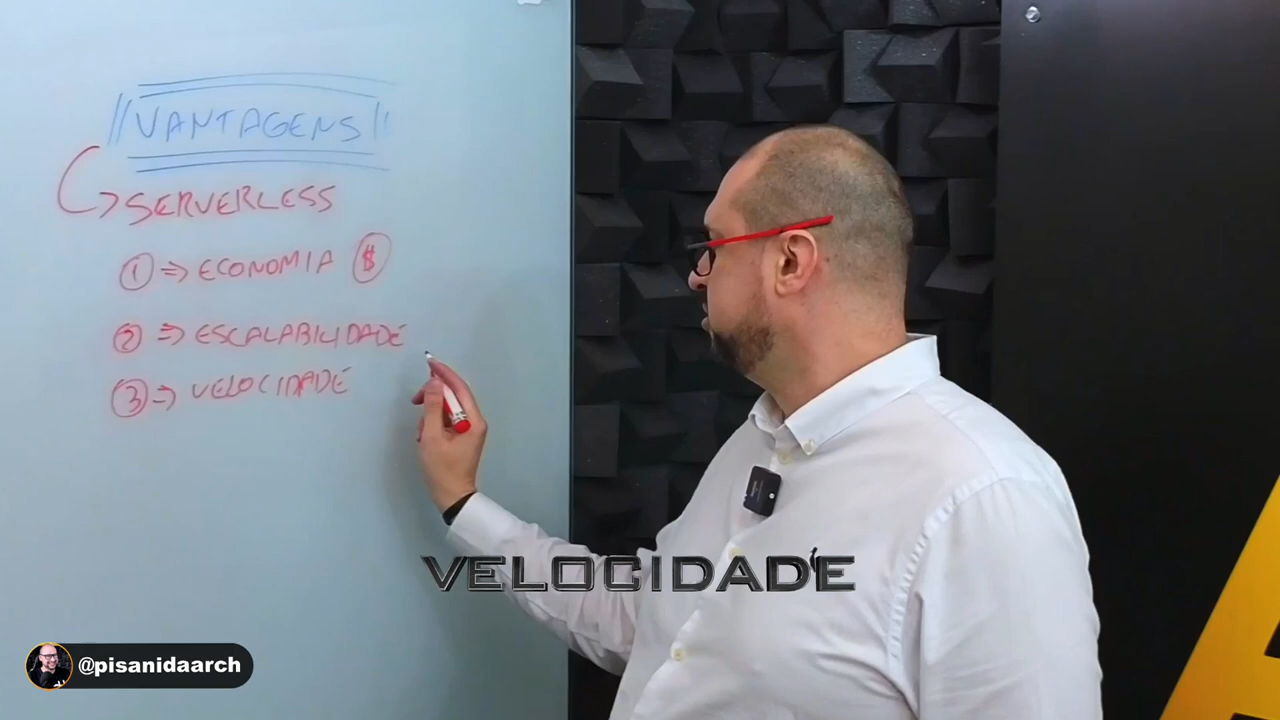 VANTAGENS
SERVERLESS
1 => ECONOMIA $
2 => ESCALABILIDADE
3 => VELOCIDADE
VELOCIDADE
@pisanidaarch